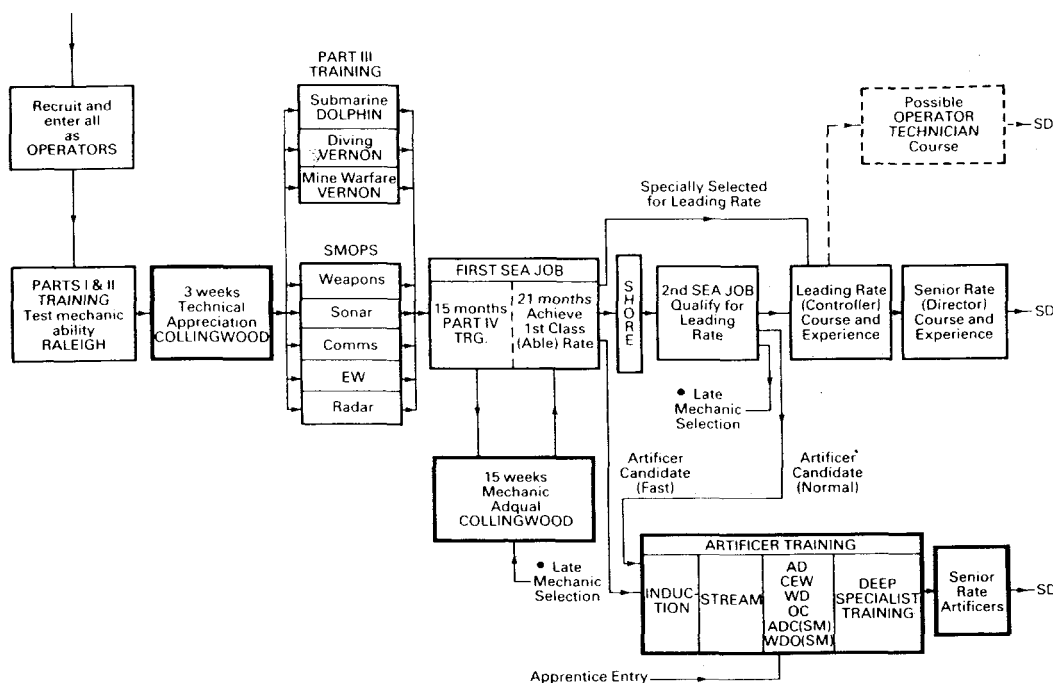 Recruit and
enter all
as
OPERATORS
PARTS I & II
TRAINING
Test mechanic
ability
RALEIGH
3 weeks
Technical
Appreciation
COLLINGWOOD
PART III
TRAINING
Submarine
DOLPHIN
Diving
VERNON
Mine Warfare
VERNON
SMOPS
Weapons
Sonar
Comms
EW
Radar
FIRST SEA JOB
15 months
PART IV
TRG.
21 months
Achieve
1st Class
(Able) Rate
15 weeks
Mechanic
Adqual
COLLINGWOOD
● Late
Mechanic
Selection
Specially Selected
for Leading Rate
SHORE
2nd SEA JOB
Qualify for
Leading
Rate
● Late
Mechanic
Selection
Possible
OPERATOR
TECHNICIAN
Course
SD
Leading Rate
(Controller)
Course and
Experience
Senior Rate
(Director)
Course and
Experience
SD
Artificer
Candidate
(Fast)
Artificer
Candidate
(Normal)
ARTIFICER TRAINING
INDUC-
TION
STREAM
AD
CEW
WD
OC
ADC(SM)
WDO(SM)
DEEP
SPECIALIST
TRAINING
Senior
Rate
Artificers
SD
Apprentice Entry